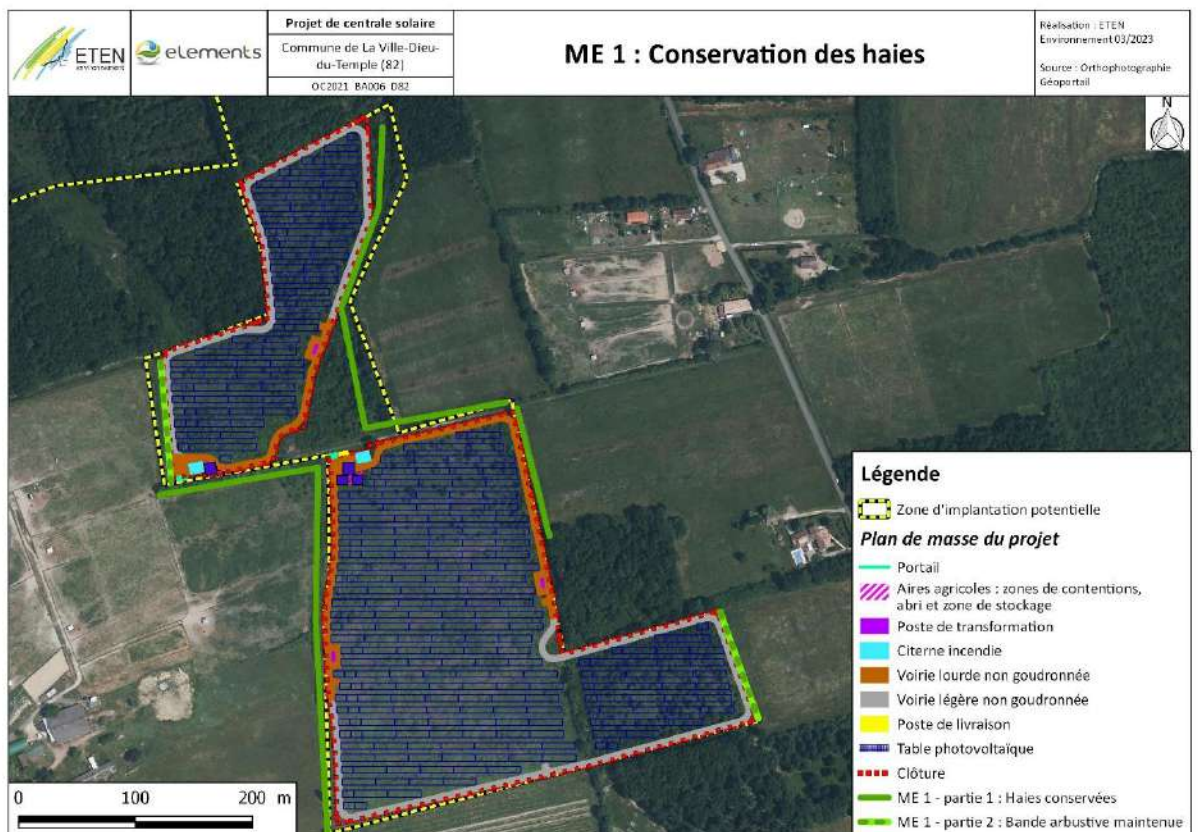 ETEN
ENVIRONNEMENT
elements
Projet de centrale solaire
Commune de La Ville-Dieu-
du-Temple (82)
OC2021_BA006_D82
ME 1 : Conservation des haies
Réalisation : ETEN
Environnement 03/2023
Source : Orthophotographie
Géoportail
N
Légende
Zone d'implantation potentielle
Plan de masse du projet
Portail
Aires agricoles : zones de contentions,
abri et zone de stockage
Poste de transformation
Citerne incendie
Voirie lourde non goudronnée
Voirie légère non goudronnée
Poste de livraison
Table photovoltaïque
Clôture
ME 1 - partie 1 : Haies conservées
ME 1 - partie 2 : Bande arbustive maintenue
0 100 200 m